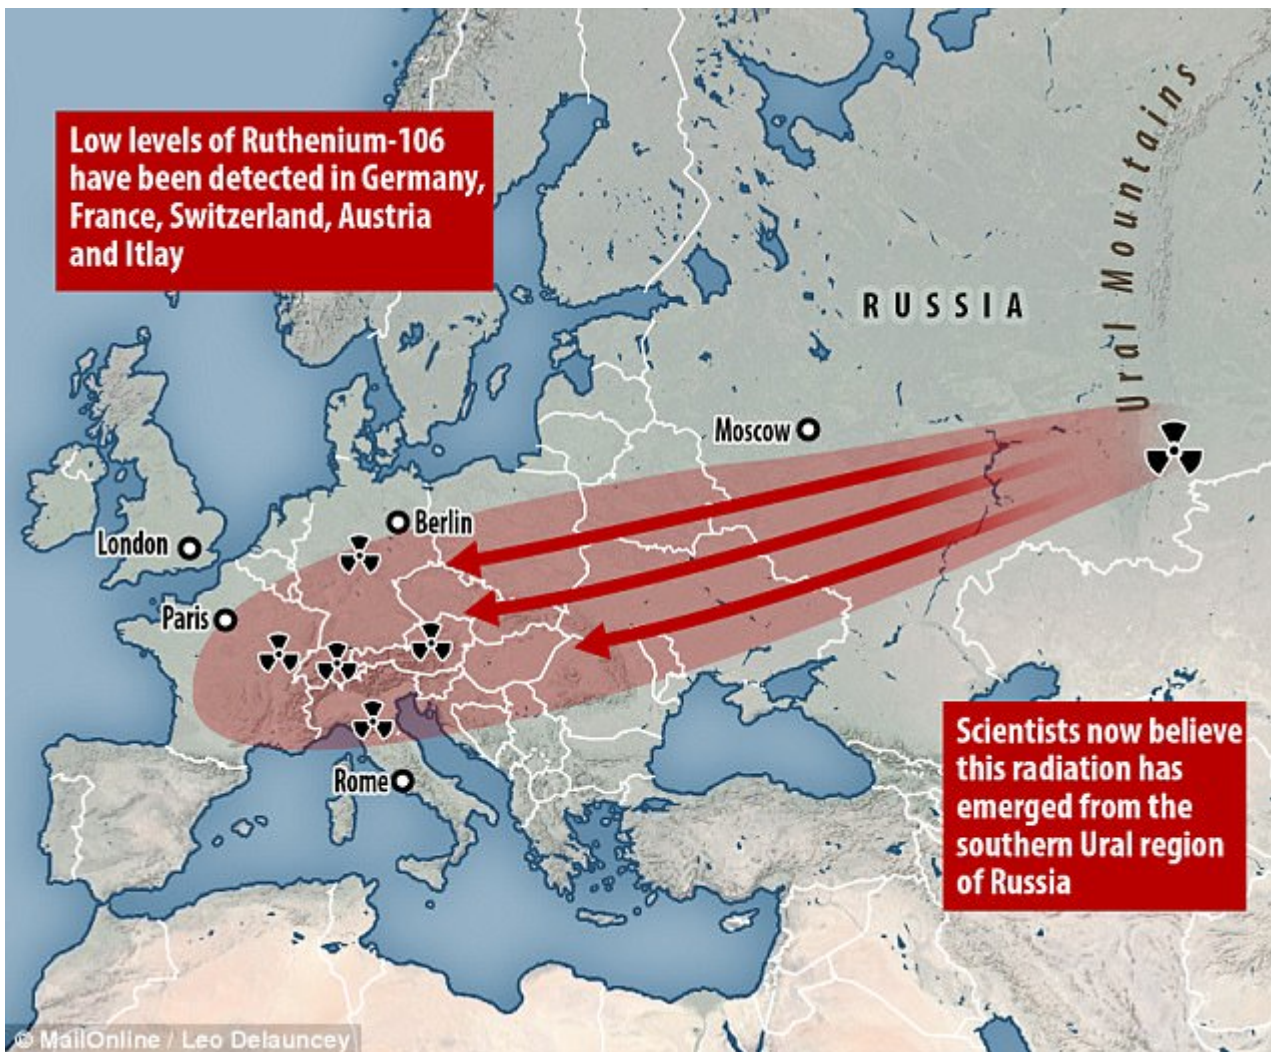 Low levels of Ruthenium-106
have been detected in Germany,
France, Switzerland, Austria
and Itlay
Ural Mountains
RUSSIA
Moscow
Berlin
London
Paris
Rome
Scientists now believe
this radiation has
emerged from the
southern Ural region
of Russia
© MailOnline / Leo Delauncey